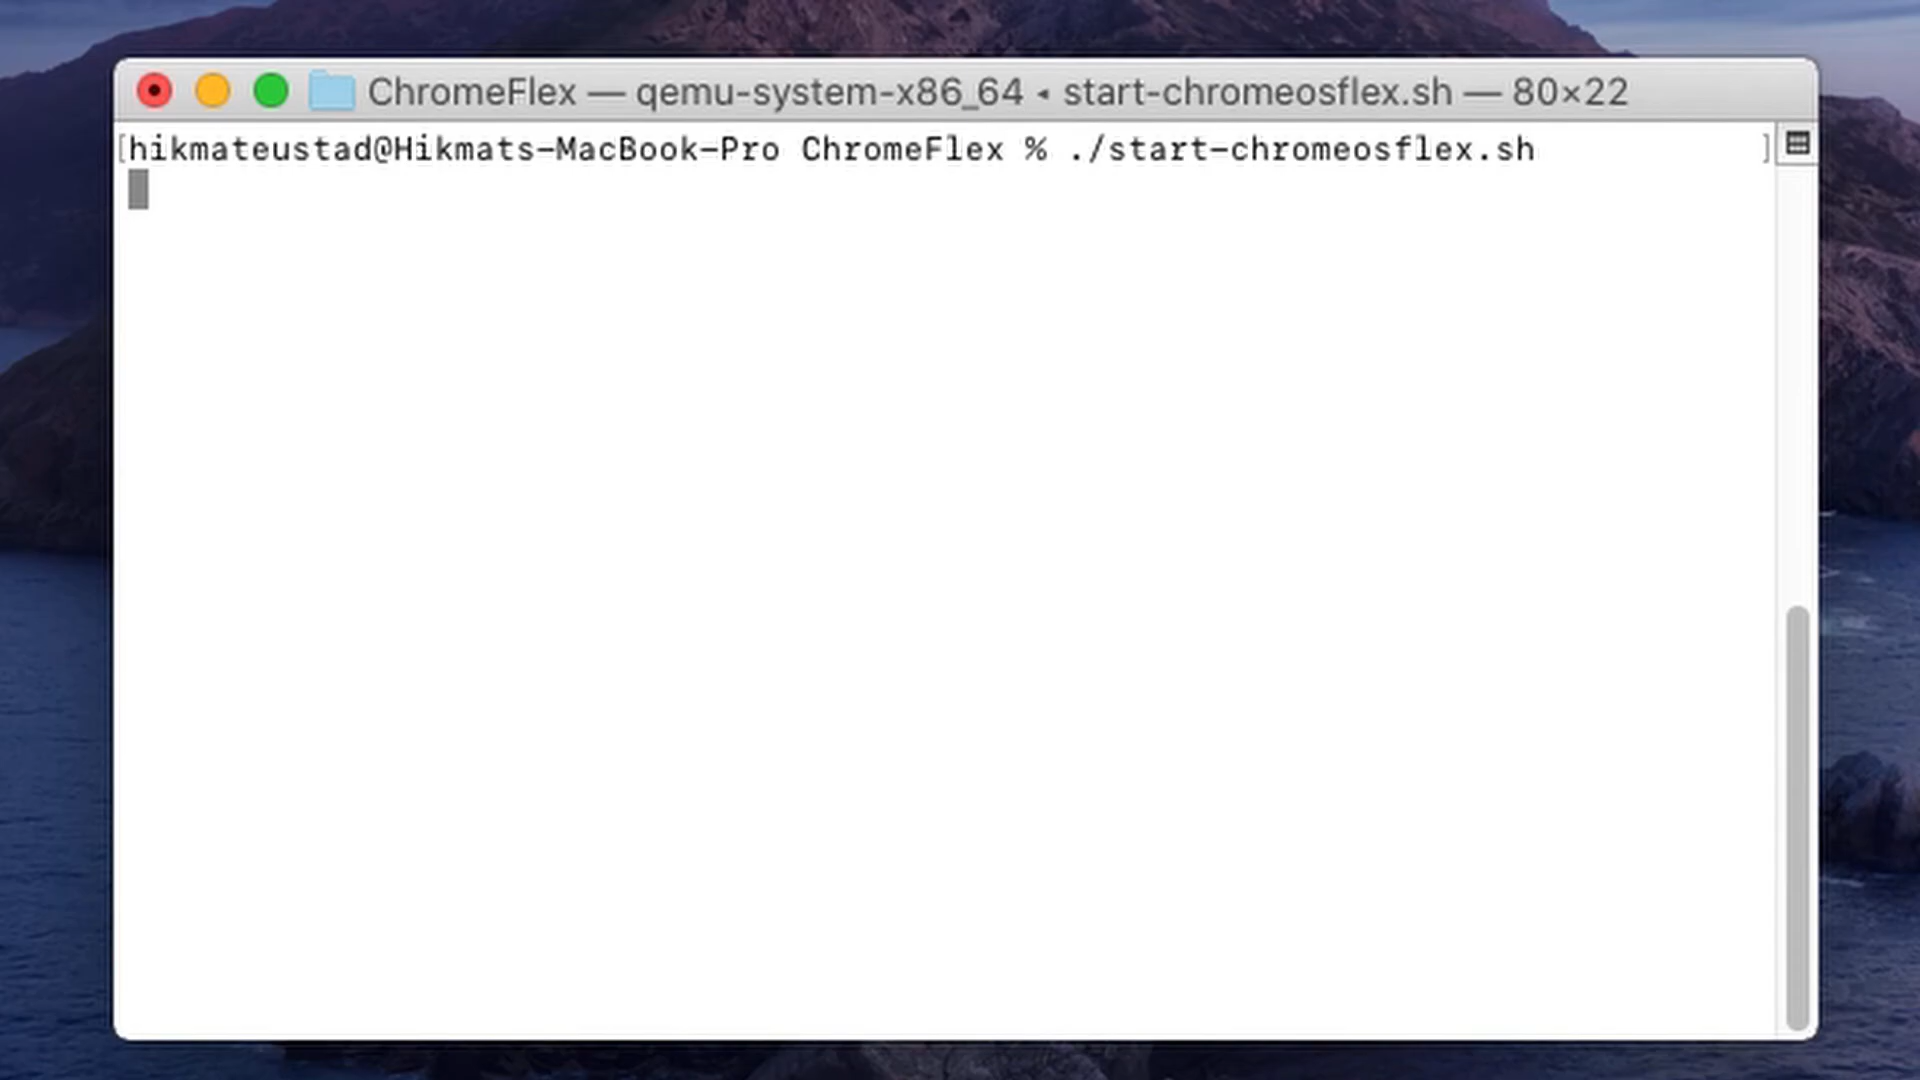 ChromeFlex — qemu-system-x86_64 ◂ start-chromeosflex.sh — 80×22
[hikmateustad@Hikmats-MacBook-Pro ChromeFlex % ./start-chromeosflex.sh ]